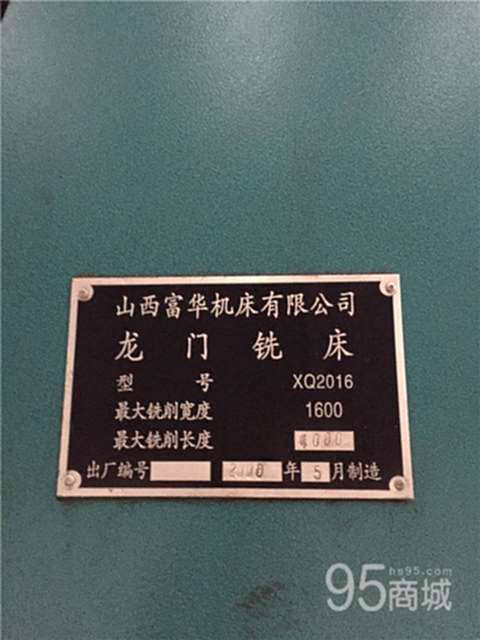 山西富华机床有限公司
龙门铣床
型号 XQ2016
最大铣削宽度 1600
最大铣削长度 4000
出厂编号 年5月制造
hs95.com
95商城